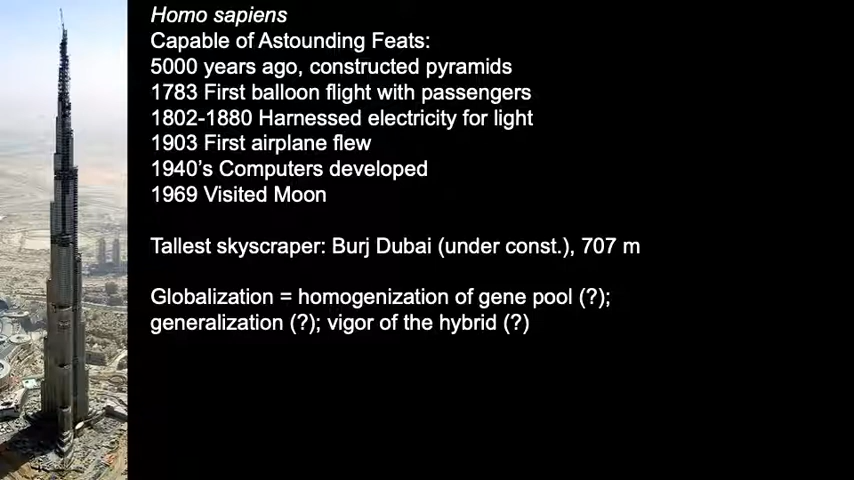 Homo sapiens
Capable of Astounding Feats:
5000 years ago, constructed pyramids
1783 First balloon flight with passengers
1802-1880 Harnessed electricity for light
1903 First airplane flew
1940’s Computers developed
1969 Visited Moon
Tallest skyscraper: Burj Dubai (under const.), 707 m
Globalization = homogenization of gene pool (?);
generalization (?); vigor of the hybrid (?)